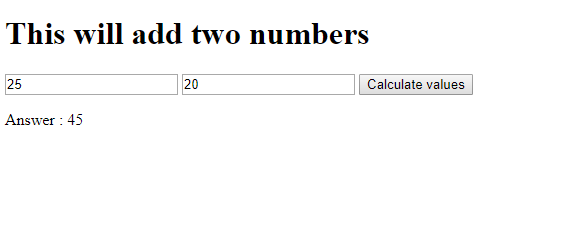 This will add two numbers
25 20 Calculate values
Answer : 45